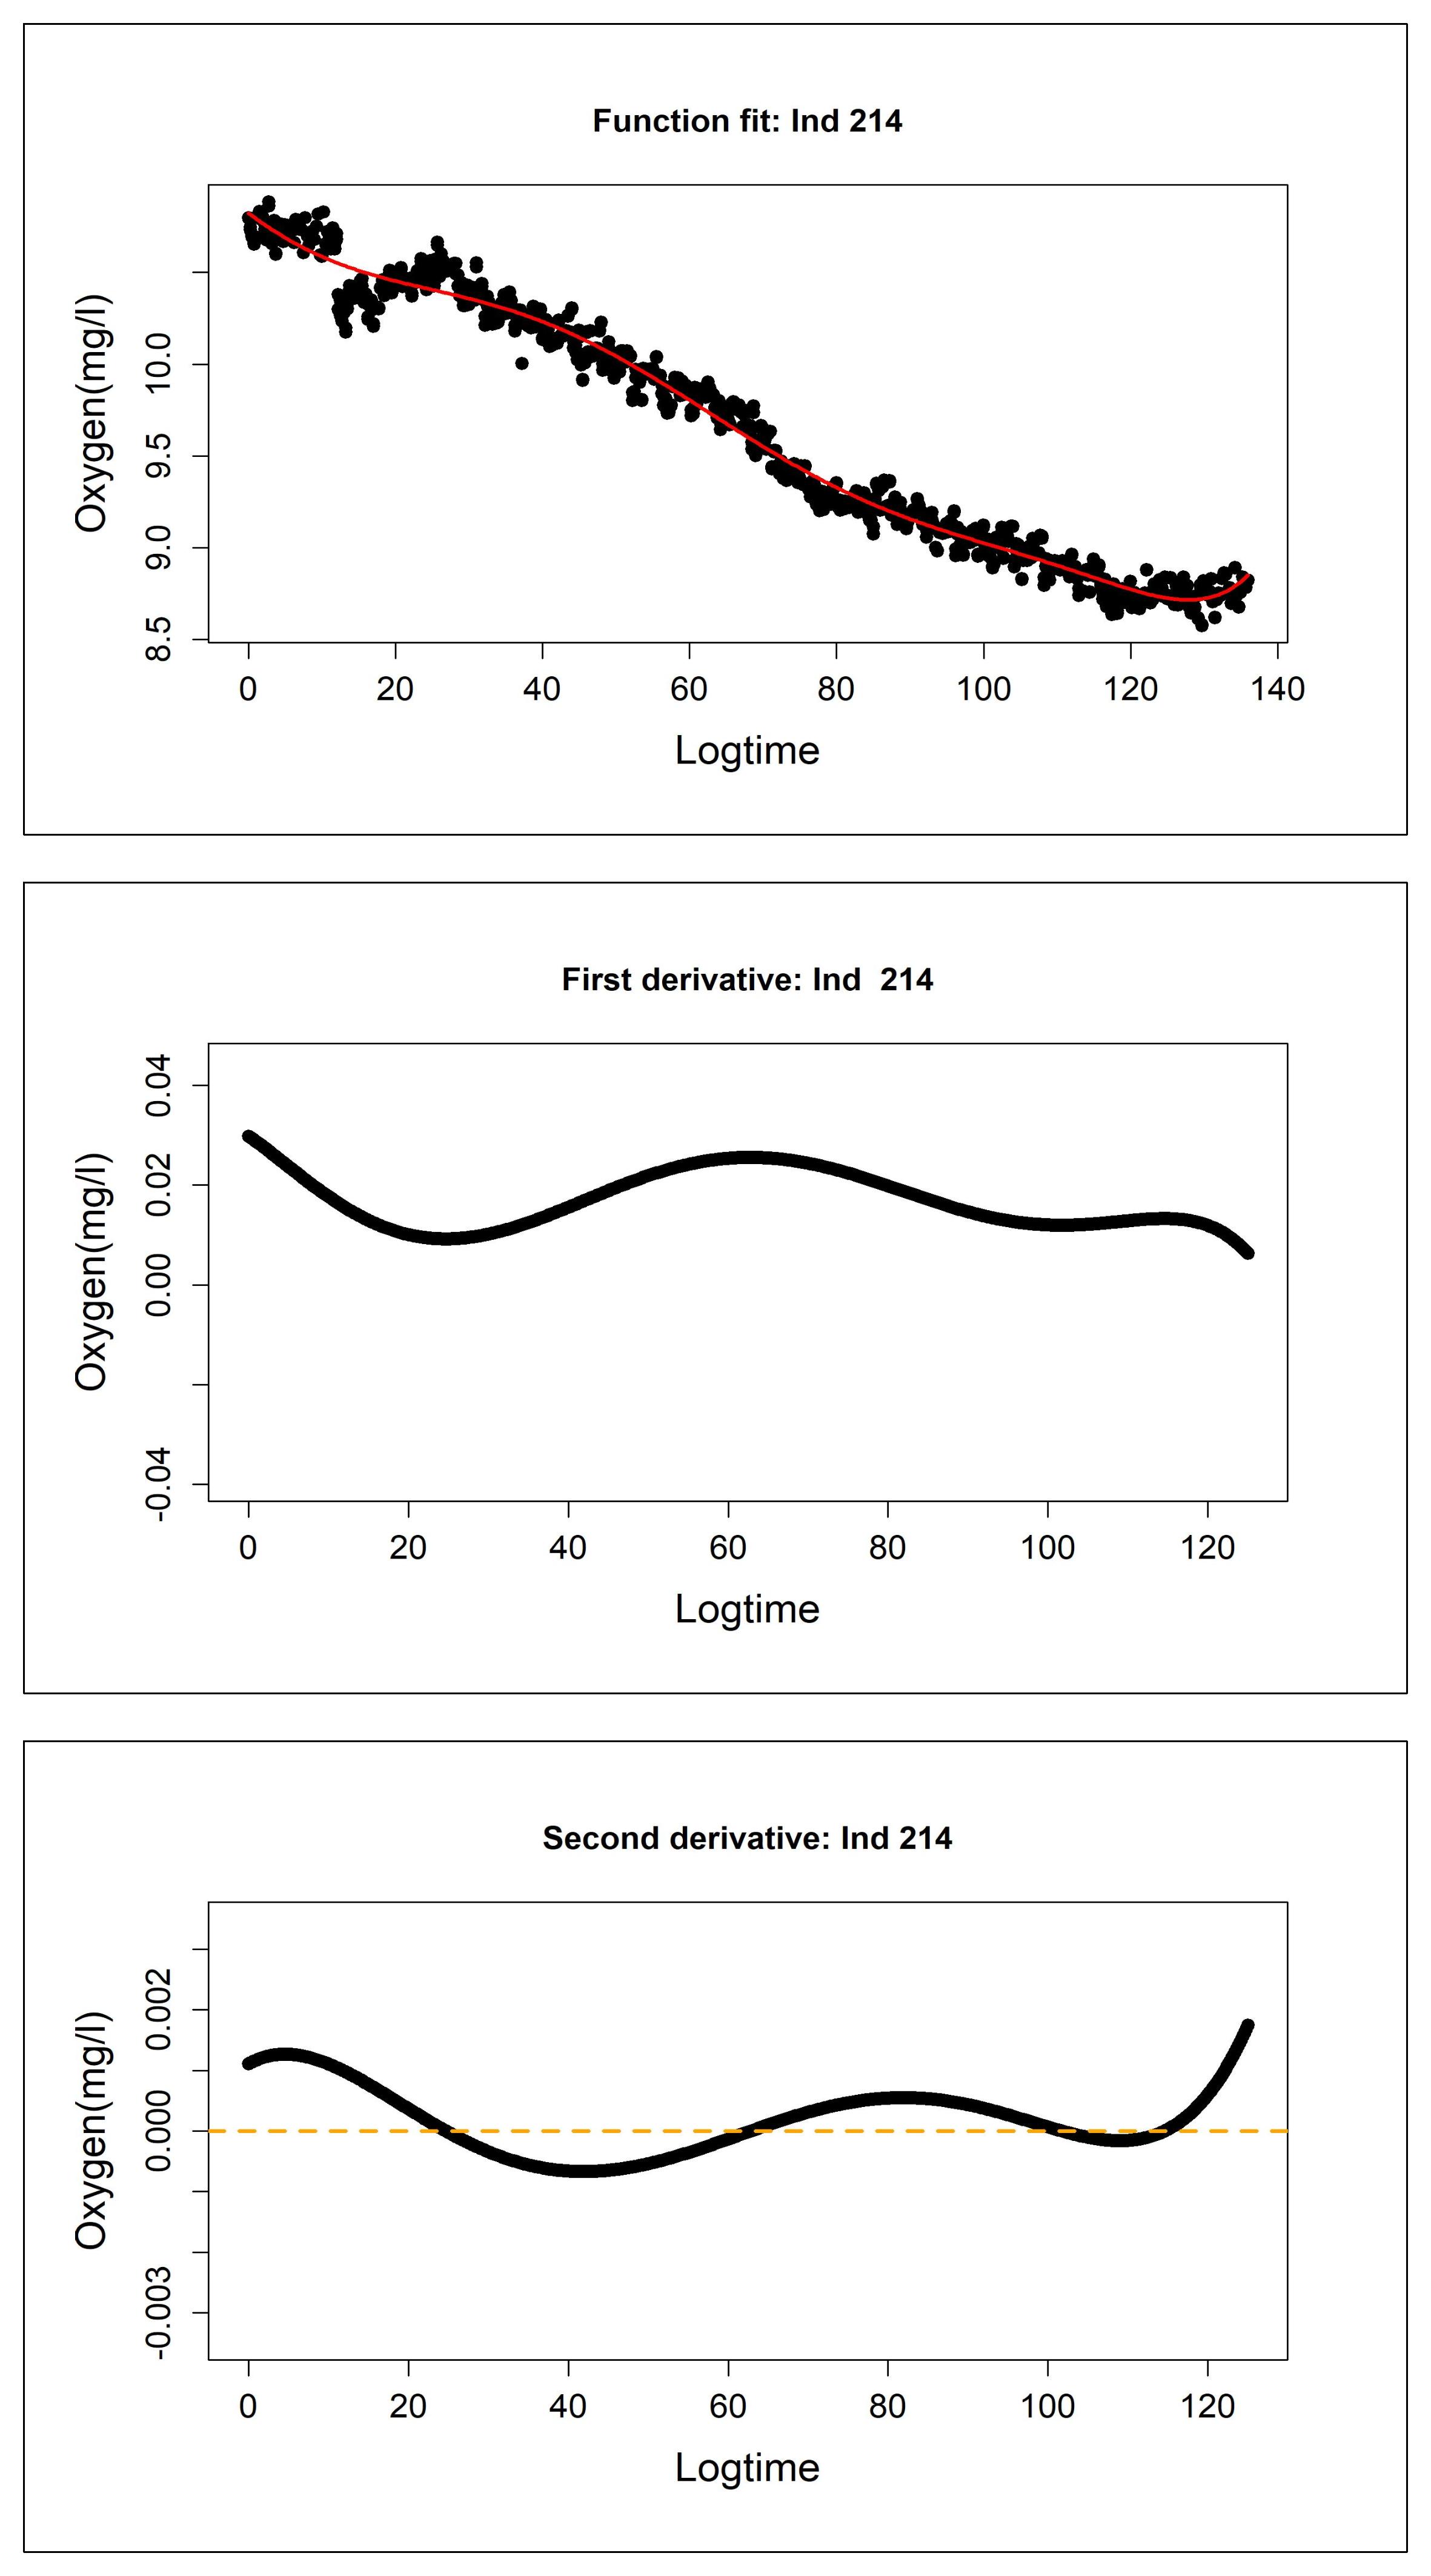 Function fit: Ind 214
Oxygen(mg/l)
10.0
9.5
9.0
8.5
0 20 40 60 80 100 120 140
Logtime
First derivative: Ind  214
Oxygen(mg/l)
0.04
0.02
0.00
-0.04
0 20 40 60 80 100 120
Logtime
Second derivative: Ind 214
Oxygen(mg/l)
0.002
0.000
-0.003
0 20 40 60 80 100 120
Logtime